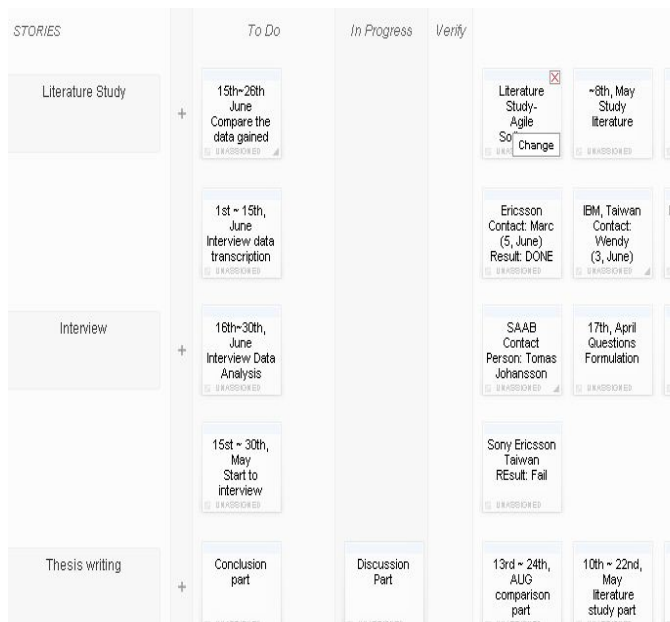 STORIES
To Do
In Progress
Verify
Literature Study
+
15th~26th
June
Compare the
data gained
UNASSIGNED
Literature
Study-
Agile
Change
UNASSIGNED
~8th, May
Study
literature
UNASSIGNED
1st ~ 15th,
June
Interview data
transcription
UNASSIGNED
Ericsson
Contact: Marc
(5, June)
Result: DONE
UNASSIGNED
IBM, Taiwan
Contact:
Wendy
(3, June)
UNASSIGNED
Interview
+
16th~30th,
June
Interview Data
Analysis
UNASSIGNED
SAAB
Contact
Person: Tomas
Johansson
UNASSIGNED
17th, April
Questions
Formulation
UNASSIGNED
15st ~ 30th,
May
Start to
interview
UNASSIGNED
Sony Ericsson
Taiwan
REsult: Fail
UNASSIGNED
Thesis writing
+
Conclusion
part
Discussion
Part
13rd ~ 24th,
AUG
comparison
part
10th ~ 22nd,
May
literature
study part